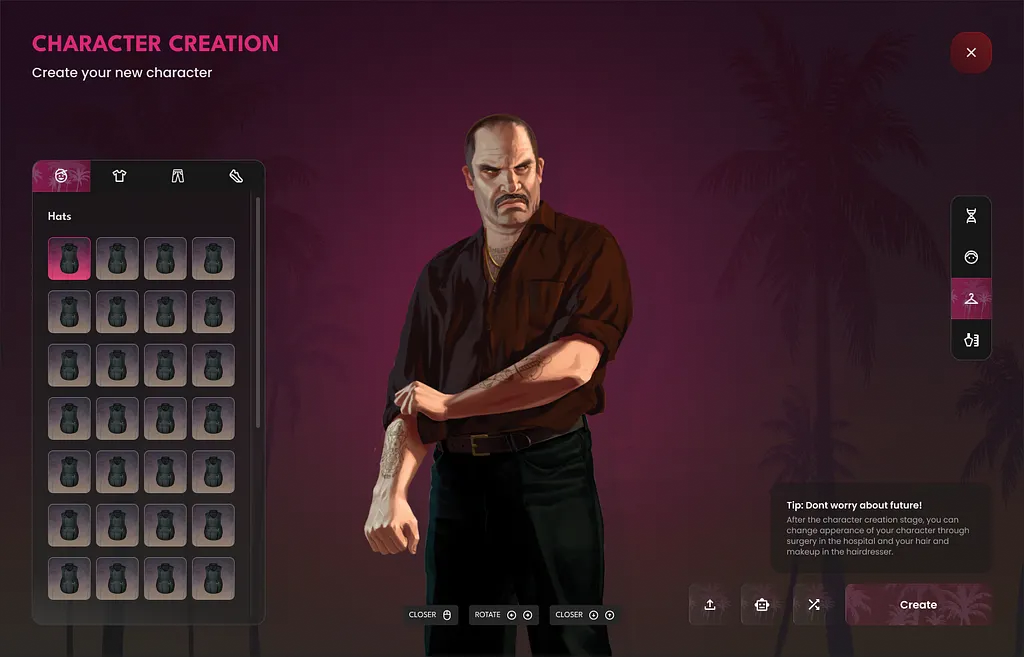 CHARACTER CREATION
Create your new character
Hats
Tip: Dont worry about future!
After the character creation stage, you can
change apperance of your character through
surgery in the hospital and your hair and
makeup in the hairdresser.
CLOSER
ROTATE
CLOSER
Create